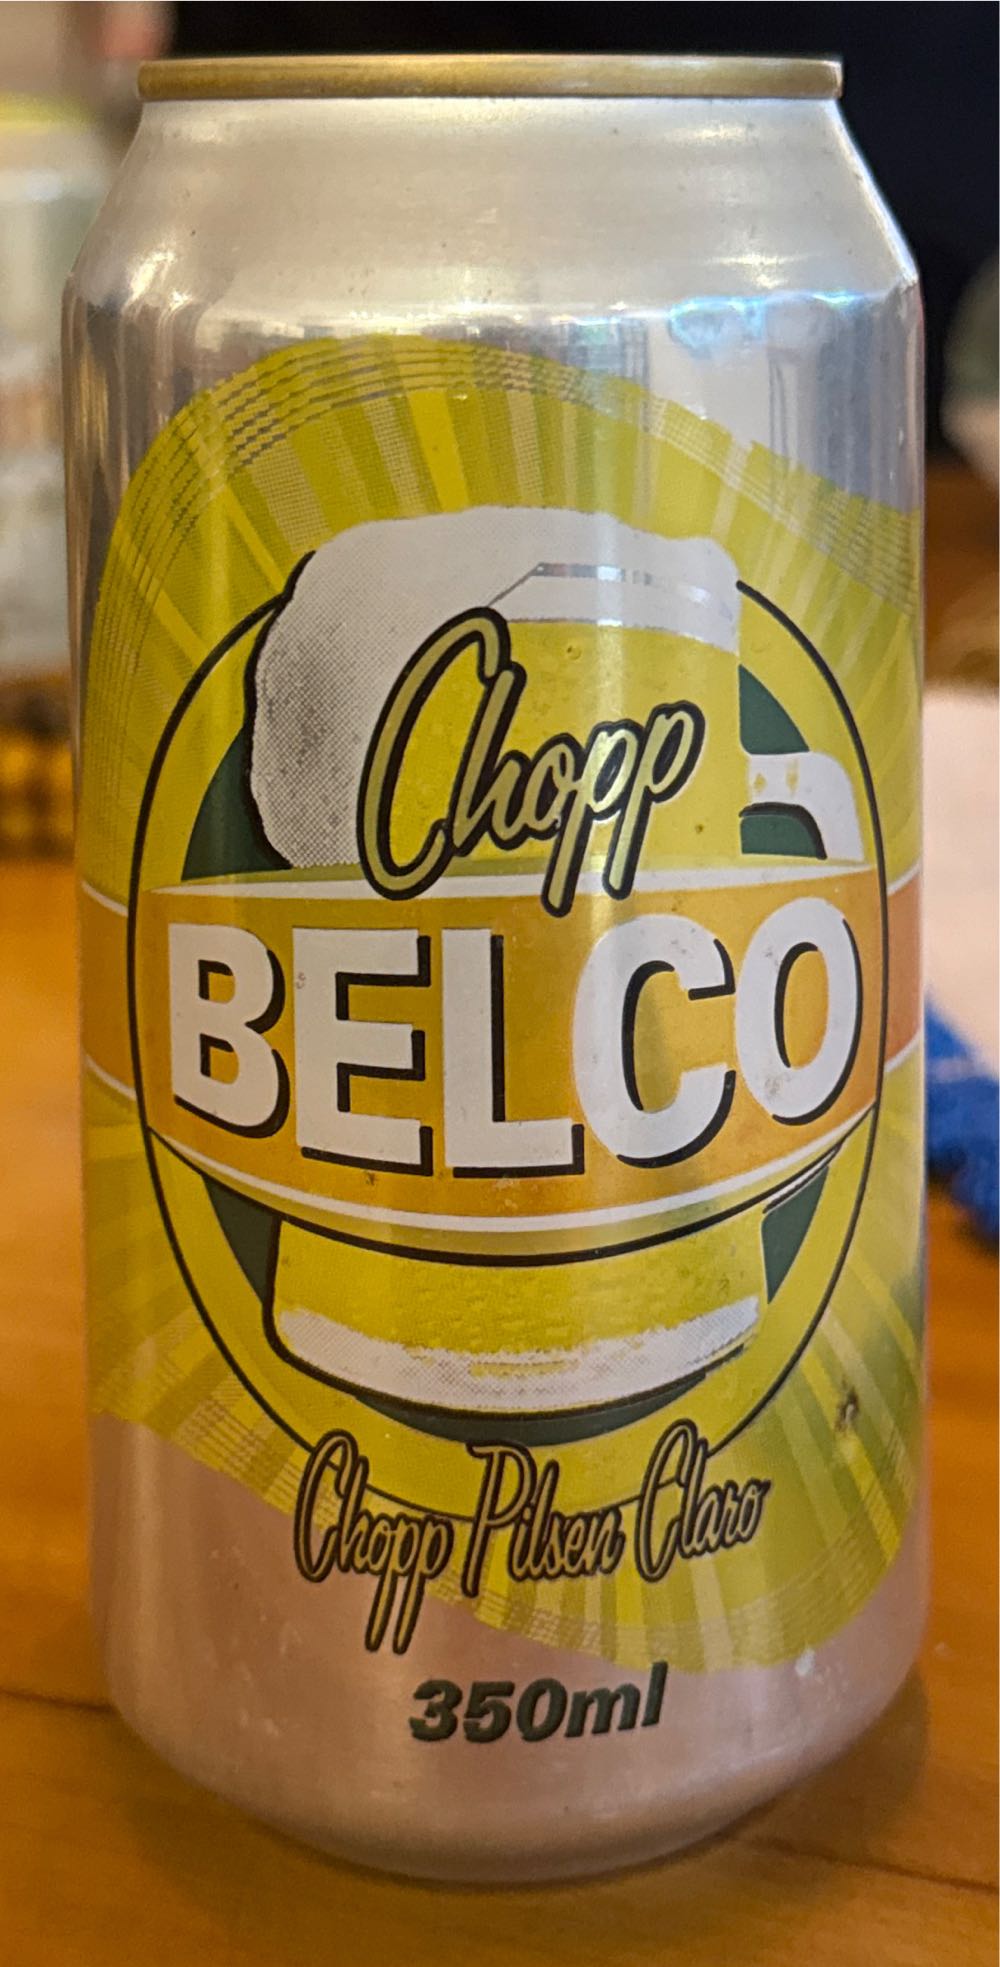 Chopp
BELCO
Chopp Pilsen Claro
350ml